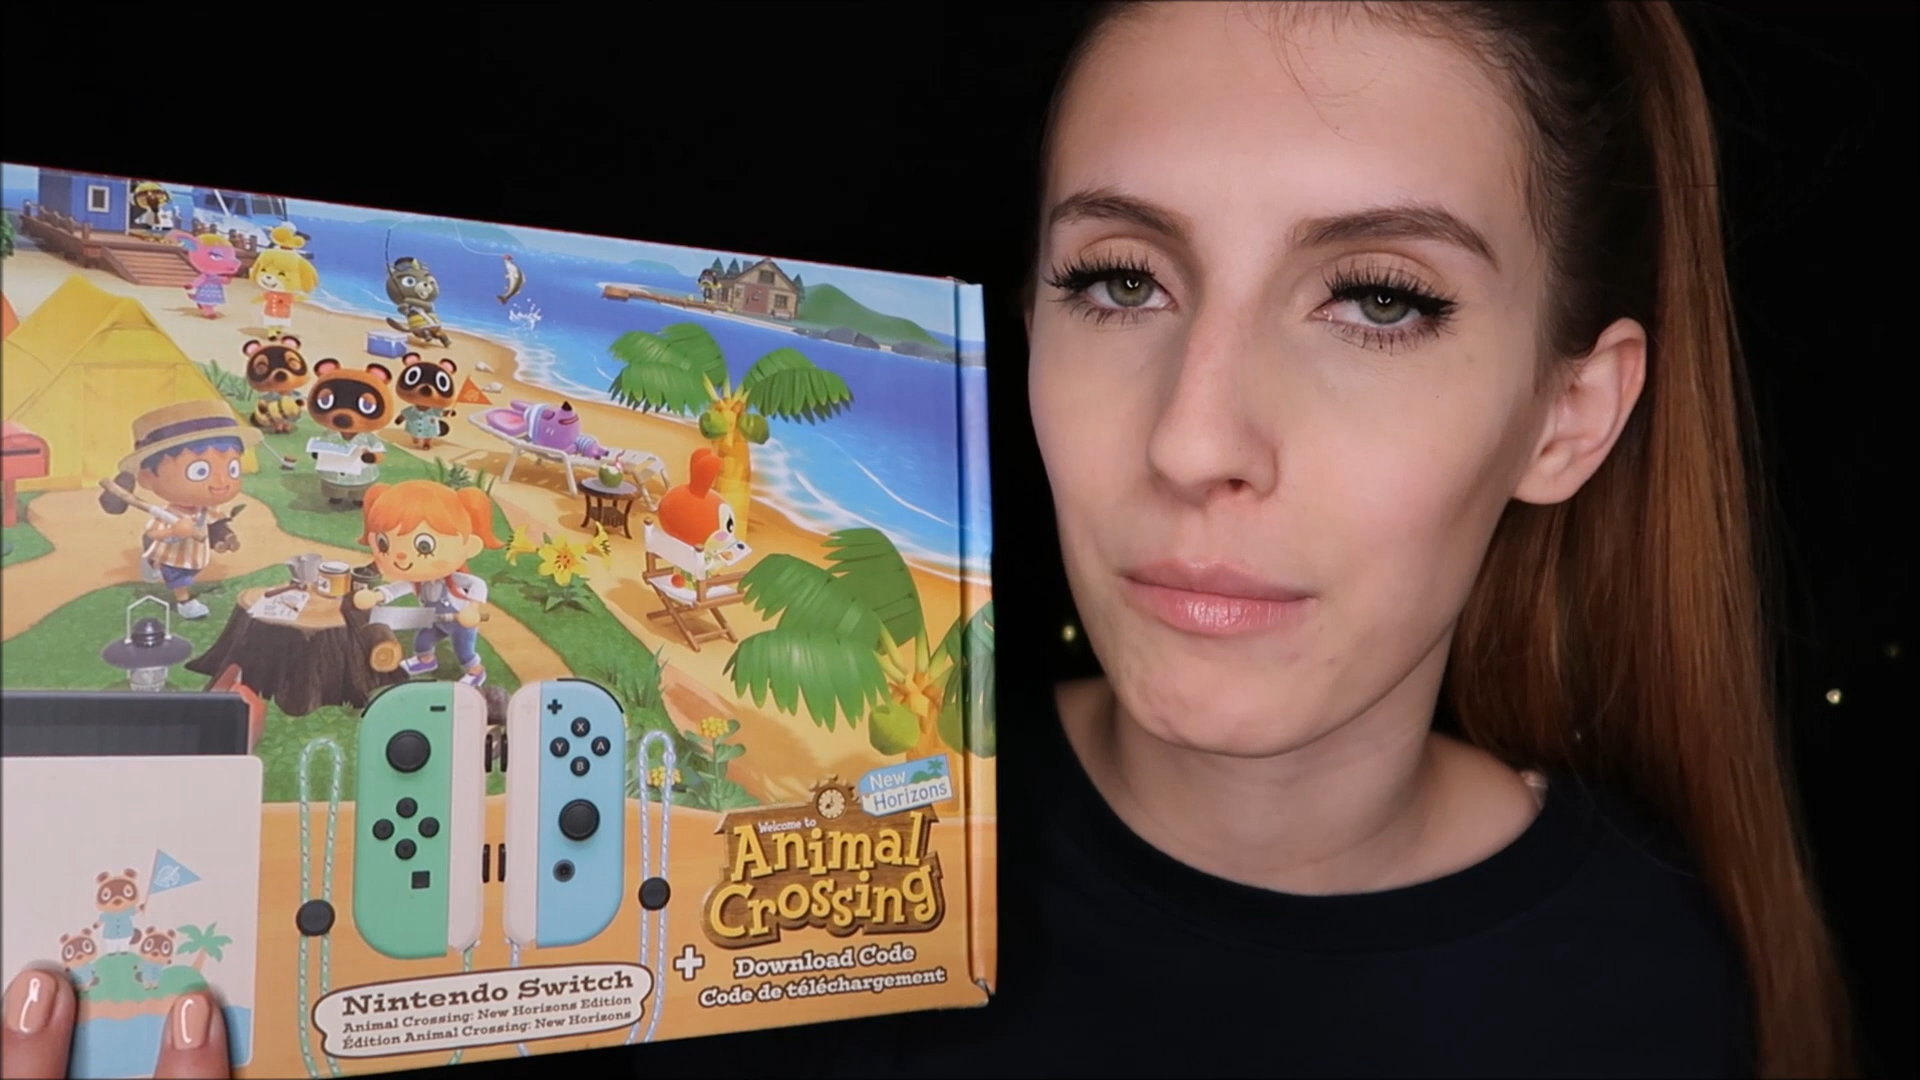 New
Horizons
Welcome to
Animal
Crossing
+ Download Code
Code de téléchargement
Nintendo Switch
Animal Crossing: New Horizons Edition
Édition Animal Crossing: New Horizons
X
Y A
B